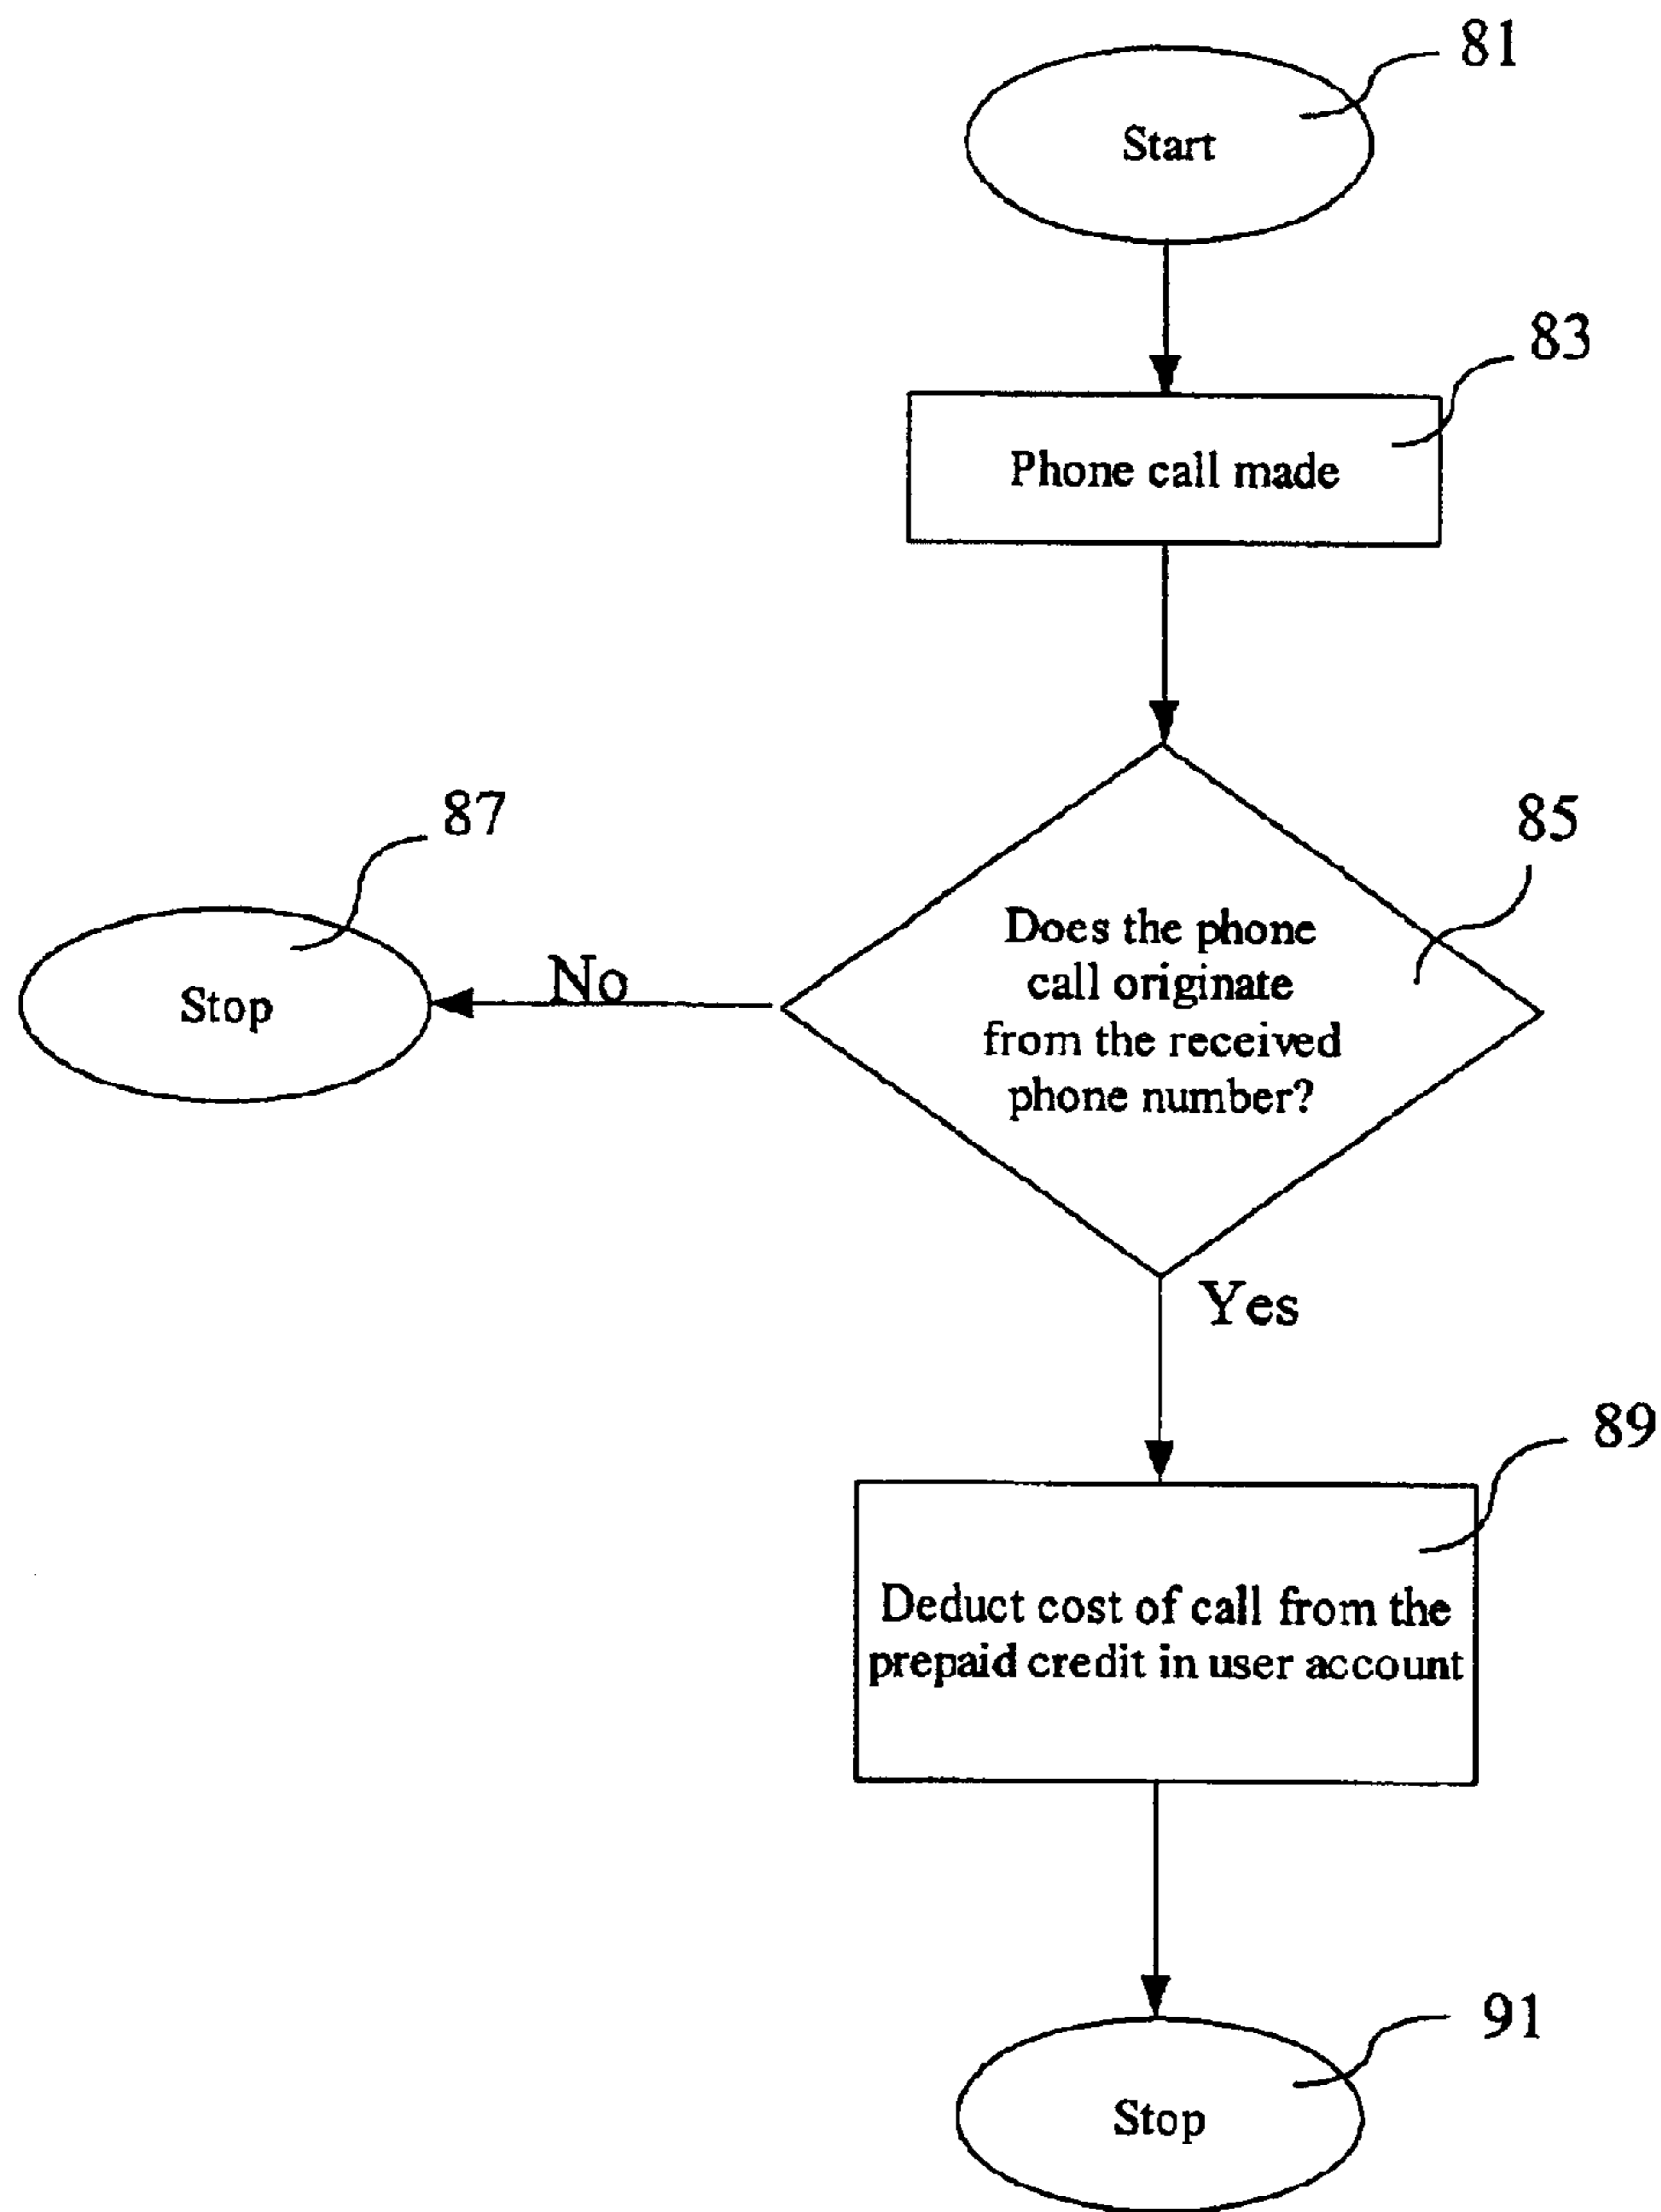 81
Start
83
Phone call made
85
Does the phone
call originate
from the received
phone number?
87
No
Stop
Yes
89
Deduct cost of call from the
prepaid credit in user account
91
Stop